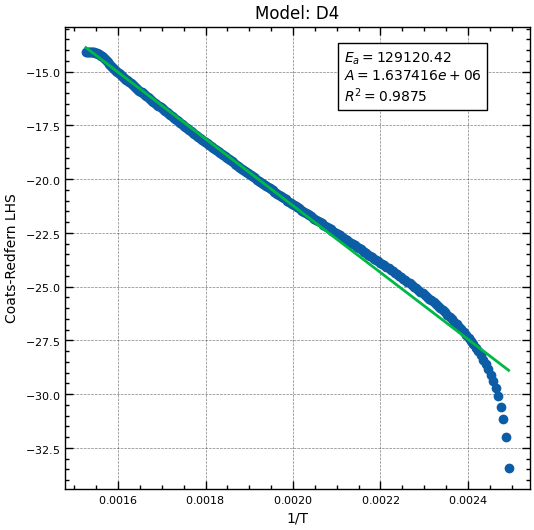 Model: D4
E_a = 129120.42
A = 1.637416e + 06
R^2 = 0.9875
Coats-Redfern LHS
−15.0
−17.5
−20.0
−22.5
−25.0
−27.5
−30.0
−32.5
0.0016 0.0018 0.0020 0.0022 0.0024
1/T